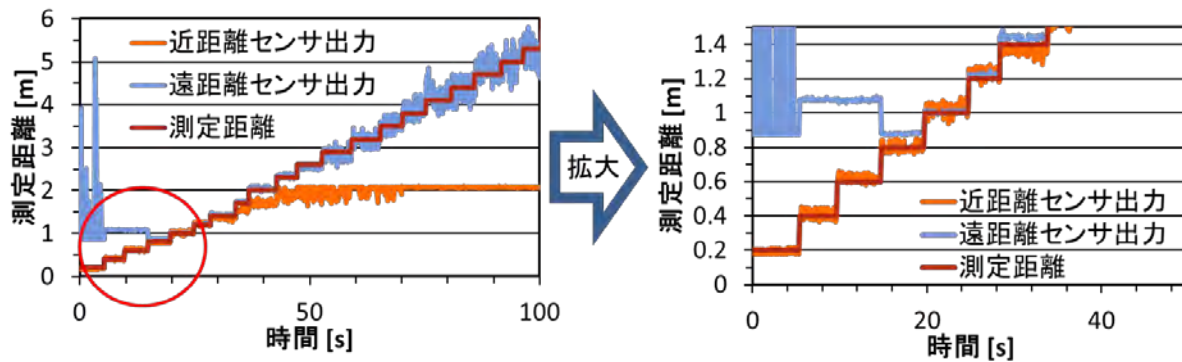 6
5
4
3
2
1
0
測定距離 [m]
近距離センサ出力
遠距離センサ出力
測定距離
0
50
100
時間 [s]
拡大
1.4
1.2
1
0.8
0.6
0.4
0.2
0
測定距離 [m]
近距離センサ出力
遠距離センサ出力
測定距離
0
20
40
時間 [s]